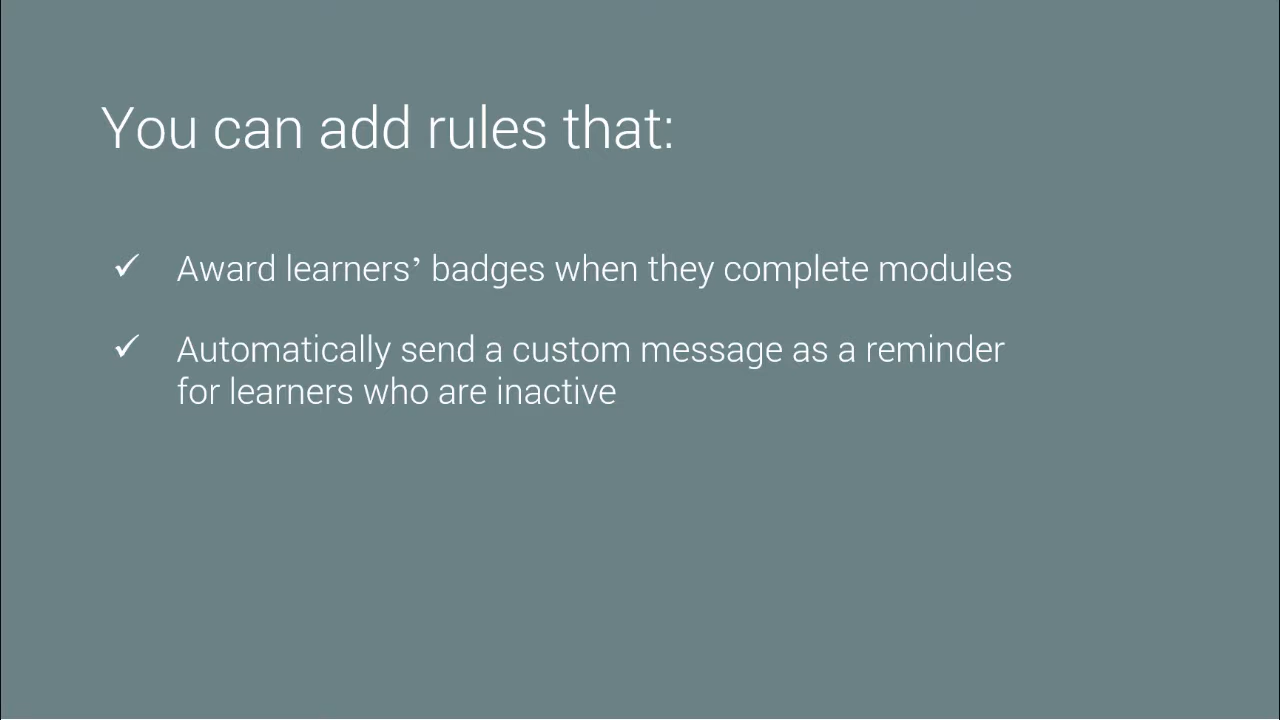 You can add rules that:
✓ Award learners’ badges when they complete modules
✓ Automatically send a custom message as a reminder
for learners who are inactive